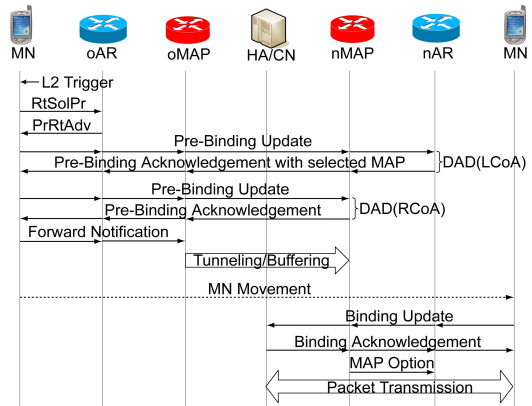 MN oAR oMAP HA/CN nMAP nAR MN
L2 Trigger
RtSolPr
PrRtAdv
Pre-Binding Update
Pre-Binding Acknowledgement with selected MAP DAD(LCoA)
Pre-Binding Update
Pre-Binding Acknowledgement DAD(RCoA)
Forward Notification
Tunneling/Buffering
MN Movement
Binding Update
Binding Acknowledgement
MAP Option
Packet Transmission